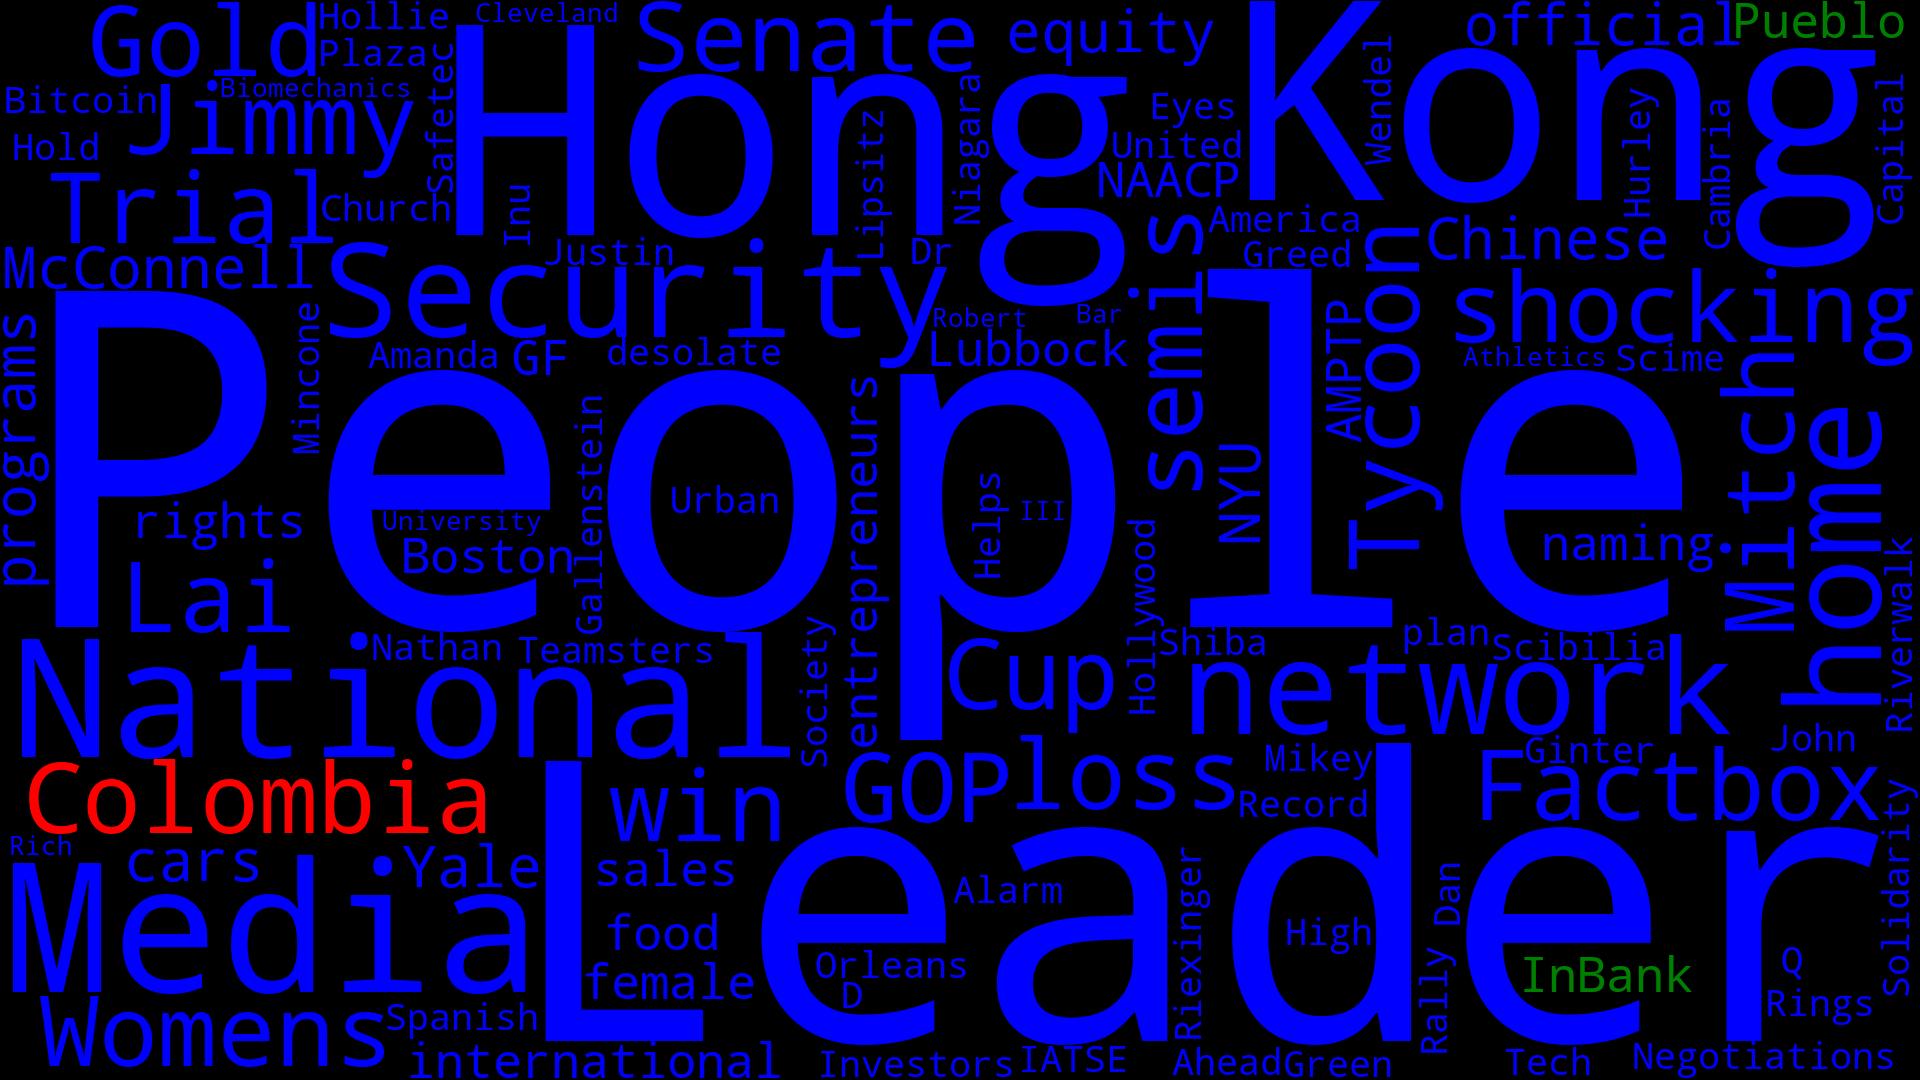 Gold
Hollie
Cleveland
Senate
equity
official
Pueblo
Plaza
Biomechanics
Bitcoin
Jimmy
Safetec
Hong
Kong
Wendel
Eyes
United
NAACP
Hurley
Cambria
Capital
Hold
Trial
Church
Inu
Lipsitz
Niagara
America
Greed
Chinese
McConnell
Security
Justin
Dr
semis
Tycoon
shocking
Robert
Bar
Lubbock
Amanda
GF
desolate
AMPTP
Athletics
Scime
Mitch
home
programs
Mincone
People
Gallenstein
Urban
entrepreneurs
Helps
III
NYU
naming
rights
University
Boston
Lai
Hollywood
Riverwalk
National
Nathan
Teamsters
Society
Cup
Shiba
network
plan
Scibilia
John
Colombia
win
GOP
loss
Mikey
Record
Ginter
Factbox
Solidarity
Rich
cars
Yale
sales
Leader
Alarm
Riexinger
Dan
Media
food
female
Orleans
D
High
Rally
InBank
Q
Rings
Womens
Spanish
international
Investors
IATSE
Ahead
Green
Tech
Negotiations